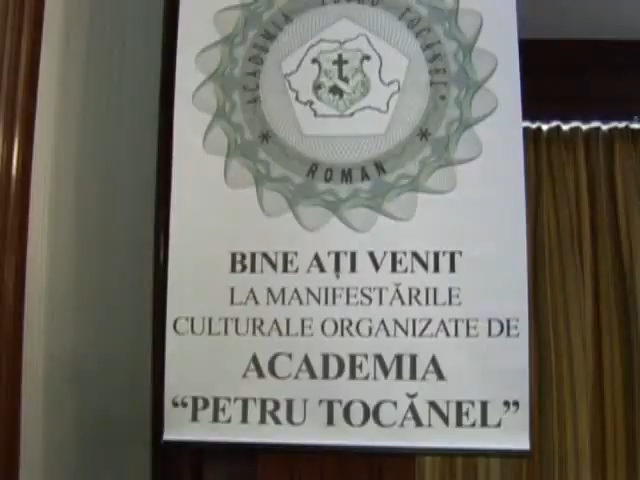 ACADEMIA PETRU TOCĂNEL
* ROMAN *
BINE AȚI VENIT
LA MANIFESTĂRILE
CULTURALE ORGANIZATE DE
ACADEMIA
“PETRU TOCĂNEL”